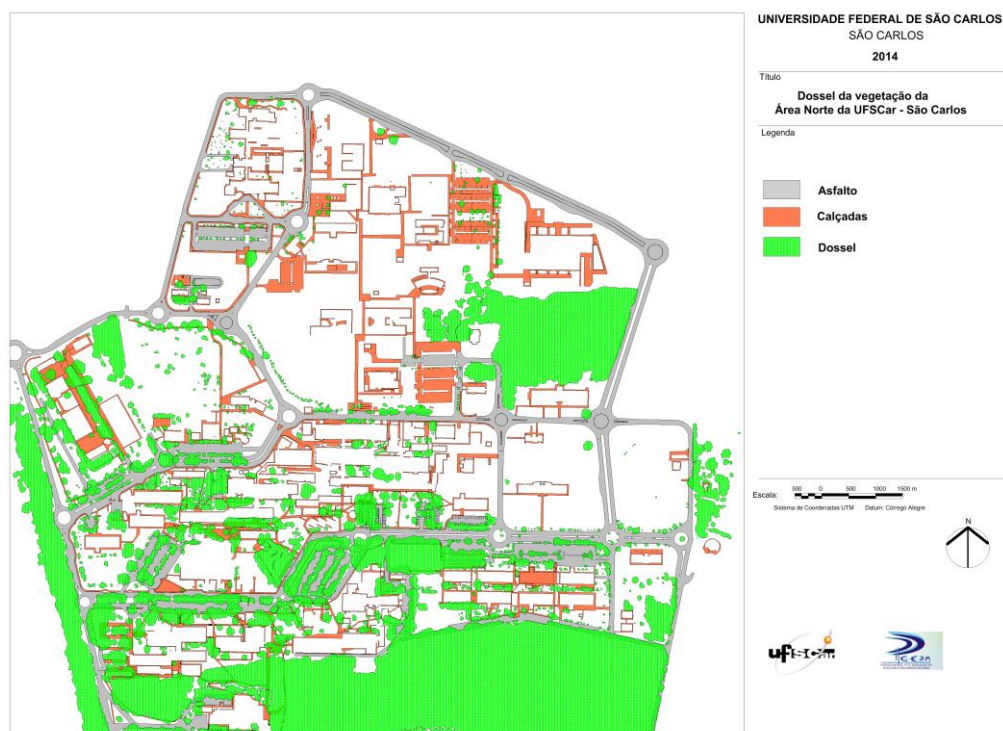 UNIVERSIDADE FEDERAL DE SÃO CARLOS
SÃO CARLOS
2014
Título
Dossel da vegetação da
Área Norte da UFSCar - São Carlos
Legenda
Asfalto
Calçadas
Dossel
Escala:
500 0 500 1000 1500 m
Sistema de Coordenadas UTM Datum: Córrego Alegre
N
ufscar